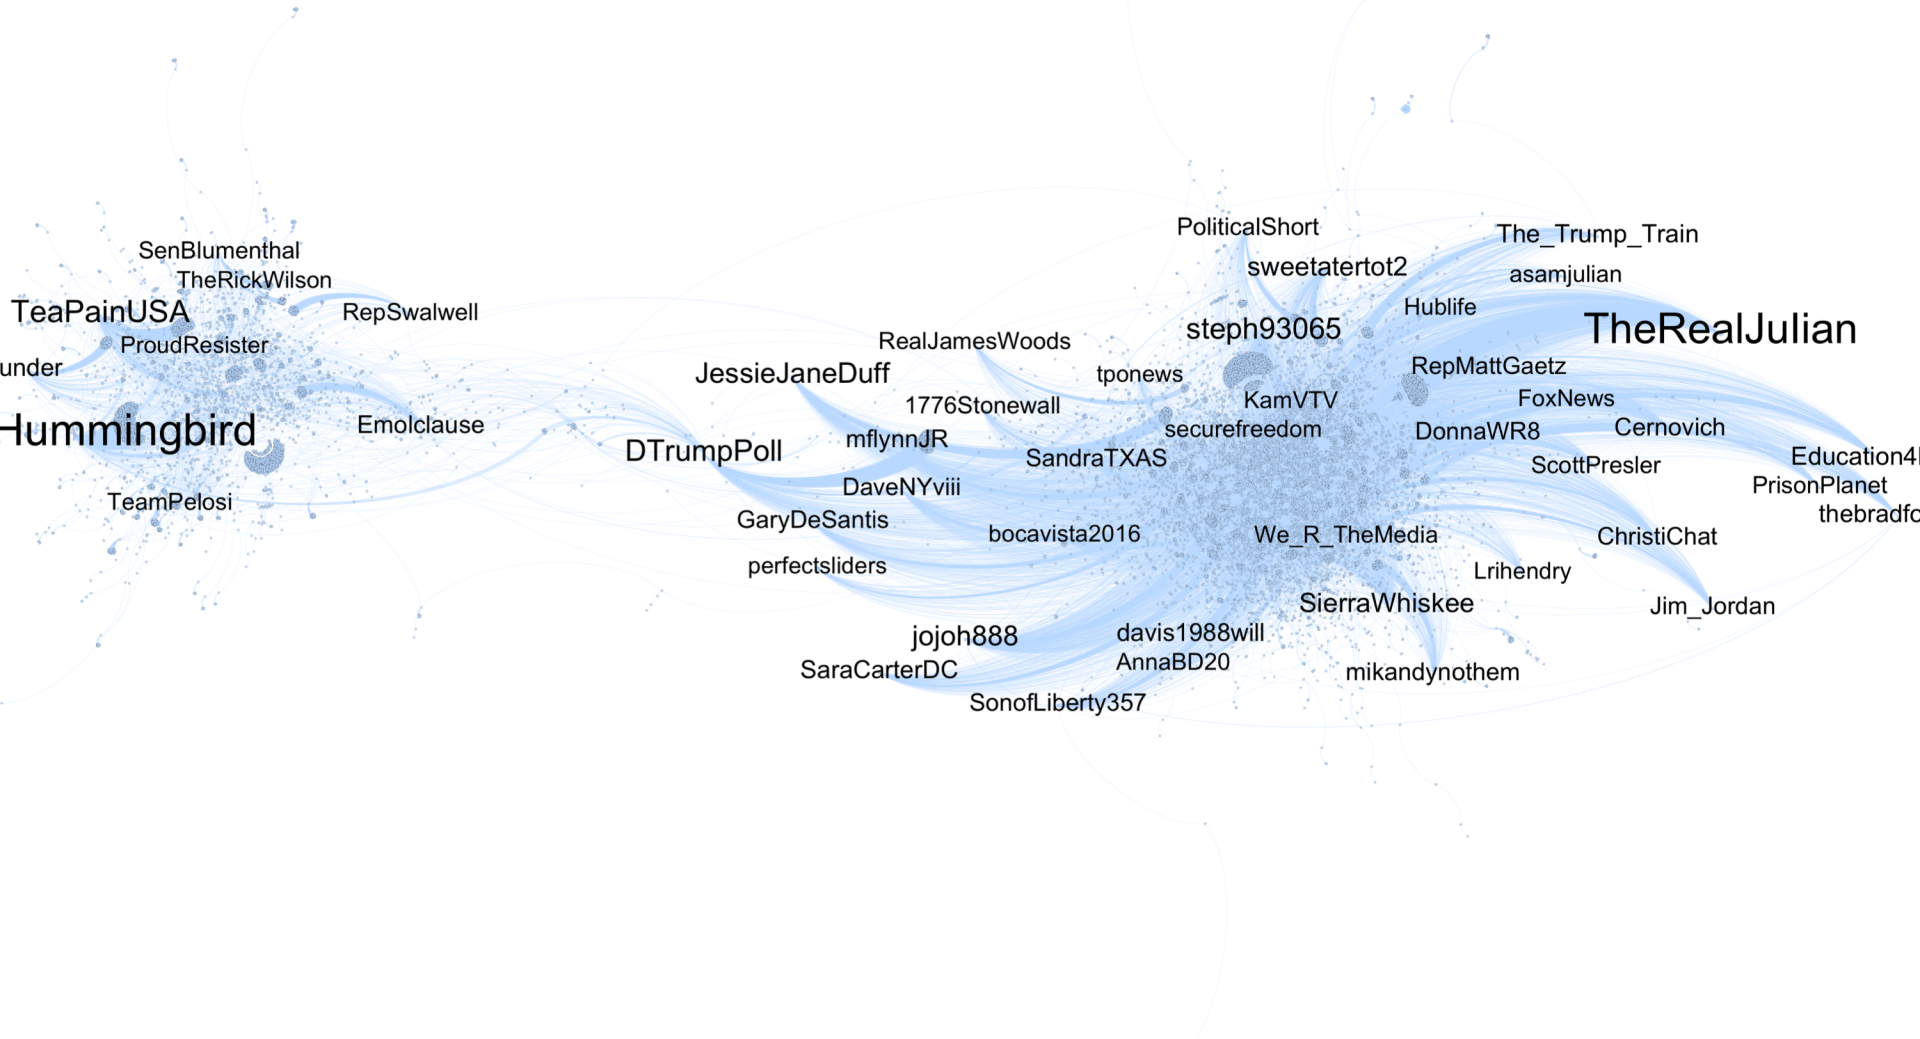 SenBlumenthal
TheRickWilson
TeaPainUSA
RepSwalwell
ProudResister
under
Hummingbird
Emolclause
TeamPelosi
PoliticalShort
The_Trump_Train
sweetatertot2
asamjulian
Hublife
steph93065
TheRealJulian
RealJamesWoods
JessieJaneDuff
tponews
RepMattGaetz
1776Stonewall
KamVTV
FoxNews
mflynnJR
securefreedom
DonnaWR8
Cernovich
DTrumpPoll
SandraTXAS
ScottPresler
Education4
DaveNYviii
PrisonPlanet
GaryDeSantis
thebradfo
bocavista2016
We_R_TheMedia
ChristiChat
perfectsliders
Lrihendry
SierraWhiskee
Jim_Jordan
jojoh888
davis1988will
SaraCarterDC
AnnaBD20
mikandynothem
SonofLiberty357